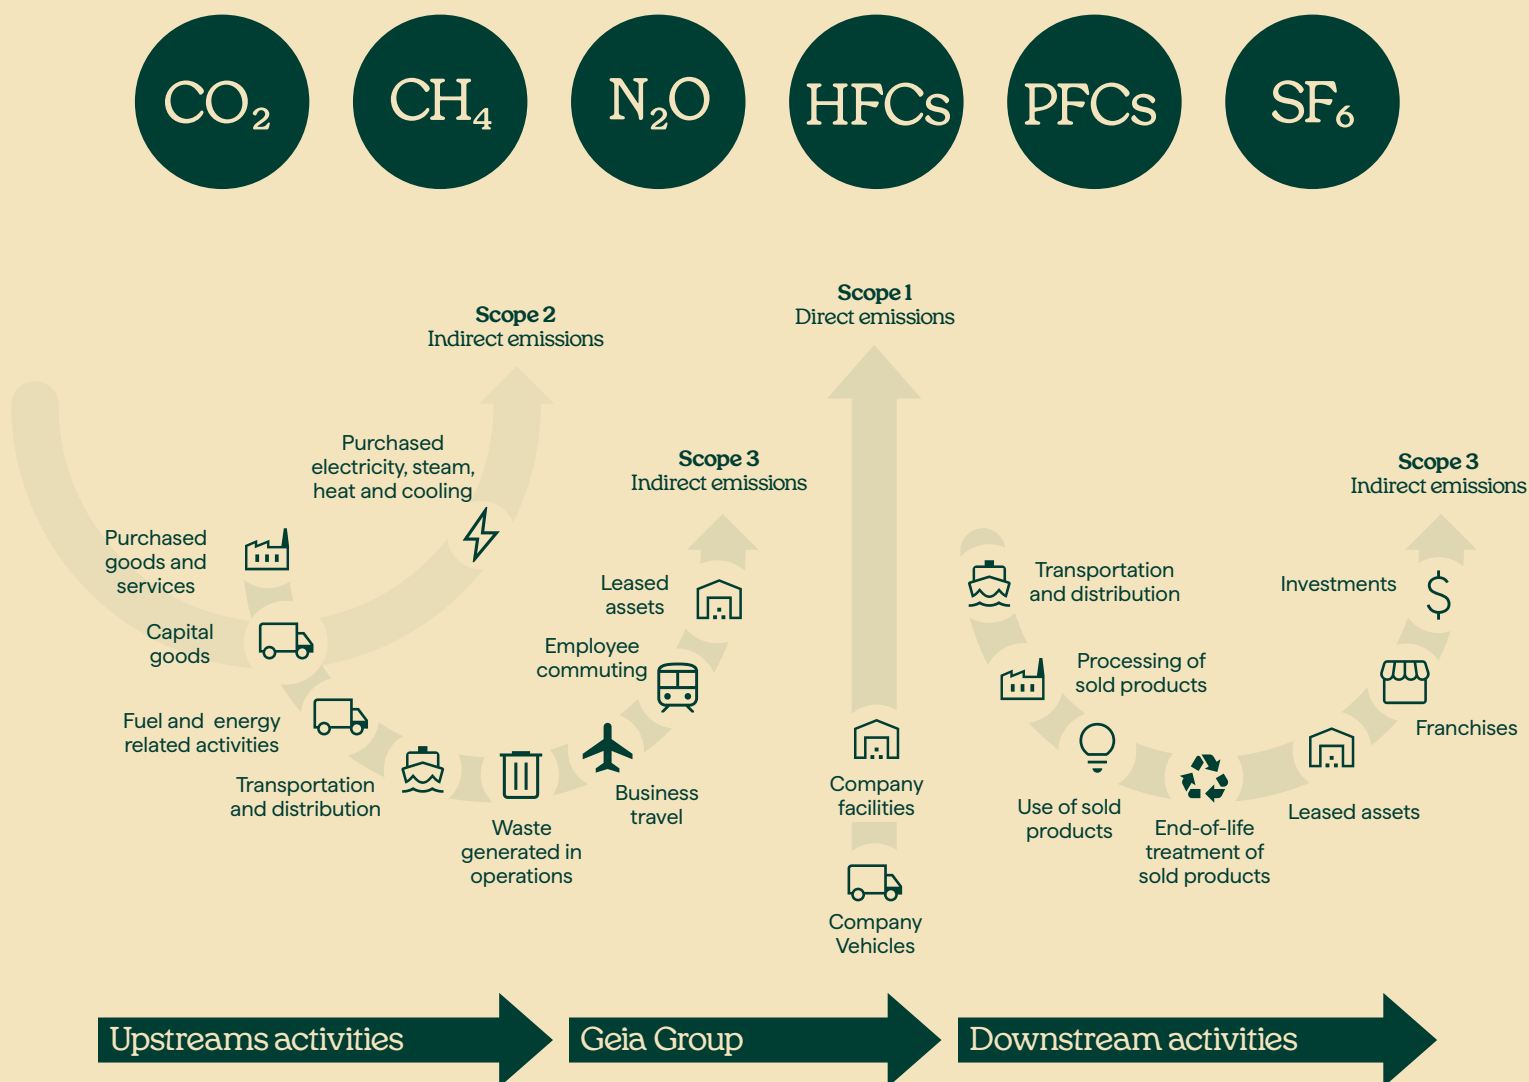 CO₂
CH₄
N₂O
HFCs
PFCs
SF₆
Scope 2
Indirect emissions
Purchased
electricity, steam,
heat and cooling
Purchased
goods and
services
Capital
goods
Fuel and  energy
related activities
Transportation
and distribution
Waste
generated in
operations
Business
travel
Employee
commuting
Leased
assets
Scope 3
Indirect emissions
Scope 1
Direct emissions
Company
facilities
Company
Vehicles
Transportation
and distribution
Processing of
sold products
Use of sold
products
End-of-life
treatment of
sold products
Leased assets
Franchises
Investments
Scope 3
Indirect emissions
Upstreams activities
Geia Group
Downstream activities